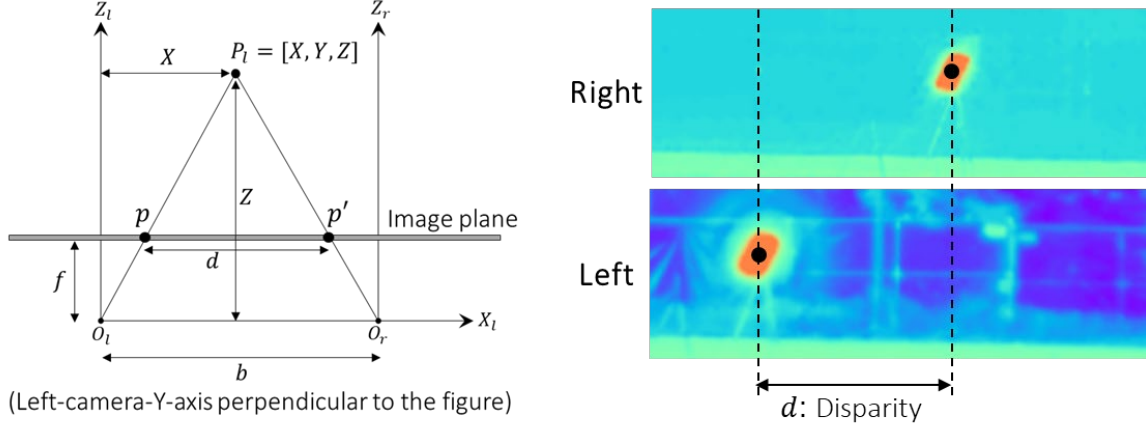 Z_l
Z_r
X
P_l = [X, Y, Z]
p
p′
Z
Image plane
d
f
O_l
O_r
X_l
b
(Left-camera-Y-axis perpendicular to the figure)
Right
Left
d: Disparity